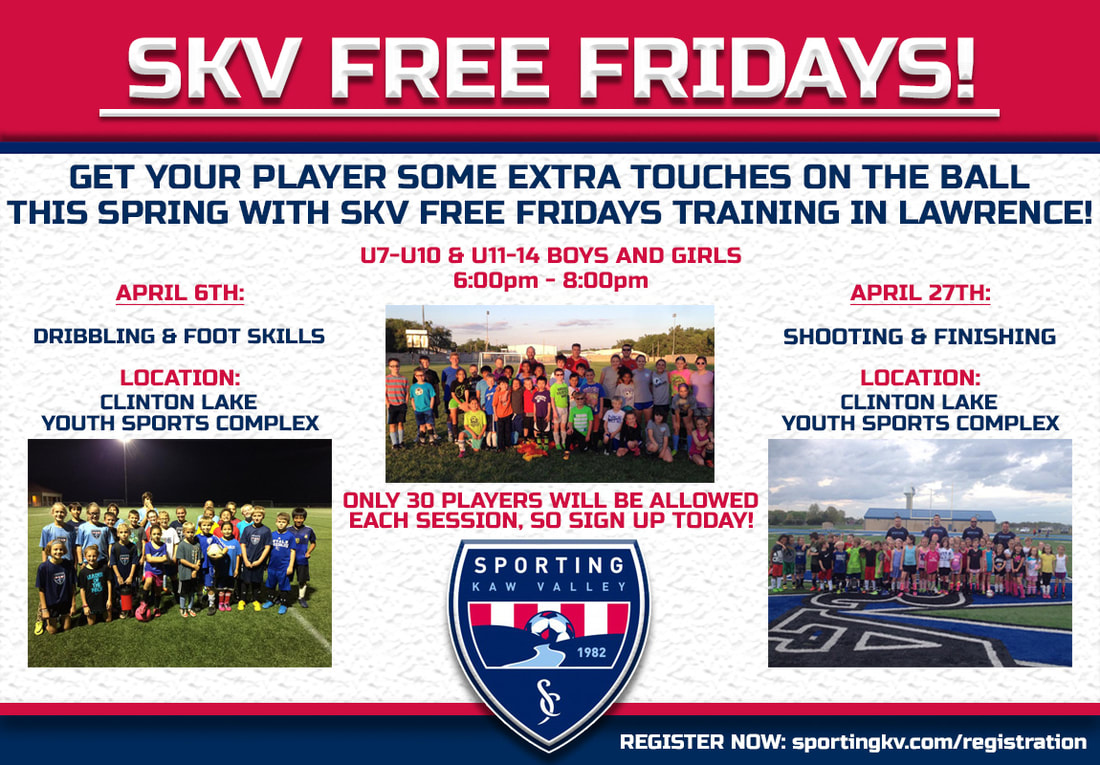 SKV FREE FRIDAYS!
GET YOUR PLAYER SOME EXTRA TOUCHES ON THE BALL
THIS SPRING WITH SKV FREE FRIDAYS TRAINING IN LAWRENCE!
U7-U10 & U11-14 BOYS AND GIRLS
6:00pm - 8:00pm
APRIL 6TH:
DRIBBLING & FOOT SKILLS
LOCATION:
CLINTON LAKE
YOUTH SPORTS COMPLEX
APRIL 27TH:
SHOOTING & FINISHING
LOCATION:
CLINTON LAKE
YOUTH SPORTS COMPLEX
ONLY 30 PLAYERS WILL BE ALLOWED
EACH SESSION, SO SIGN UP TODAY!
SPORTING
KAW VALLEY
1982
SC
REGISTER NOW: sportingkv.com/registration